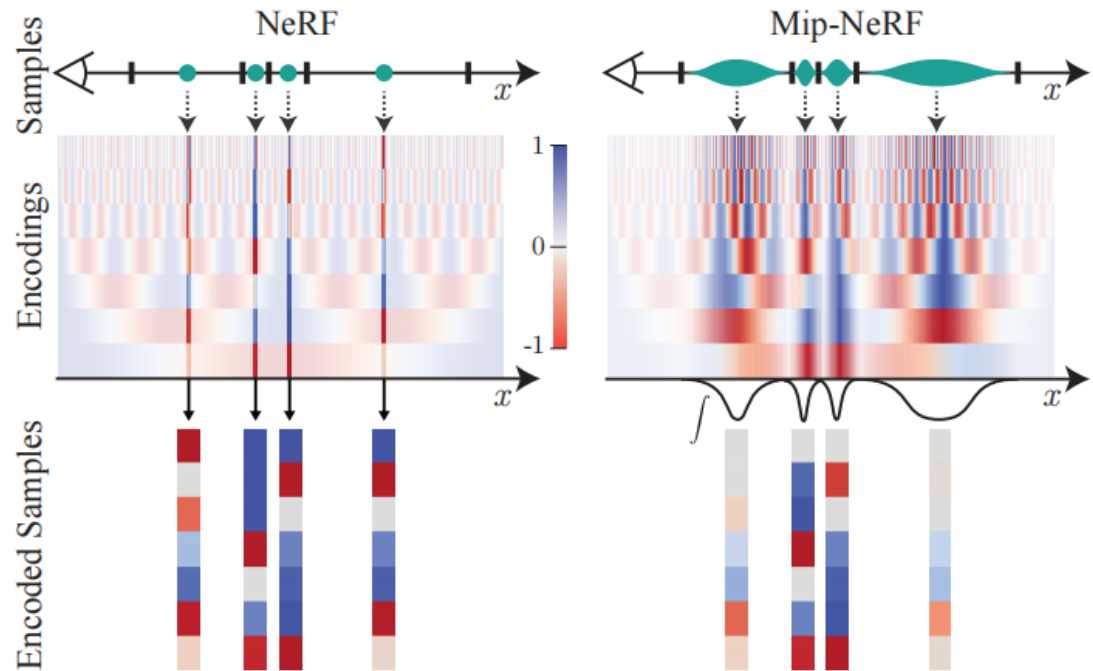 NeRF
Mip-NeRF
Samples
x
x
Encodings
1
0
-1
x
x
∫
Encoded Samples